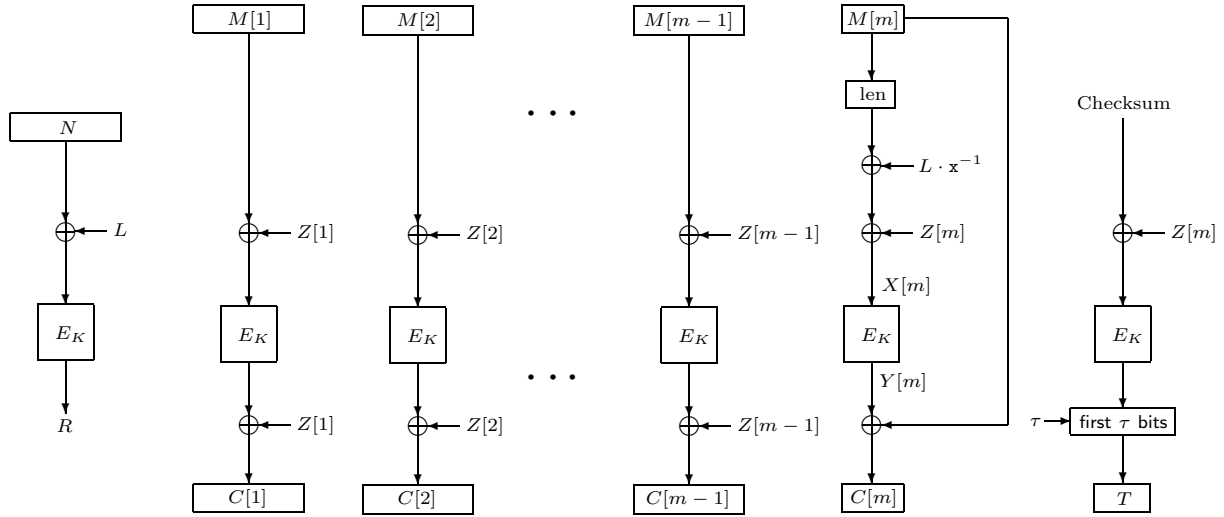 M[1] M[2] M[m − 1] M[m]
len
Checksum
N
L · x⁻¹
L Z[1] Z[2] Z[m − 1] Z[m] Z[m]
X[m]
E_K E_K E_K E_K E_K E_K
Y[m]
R Z[1] Z[2] Z[m − 1] τ first τ bits
C[1] C[2] C[m − 1] C[m] T